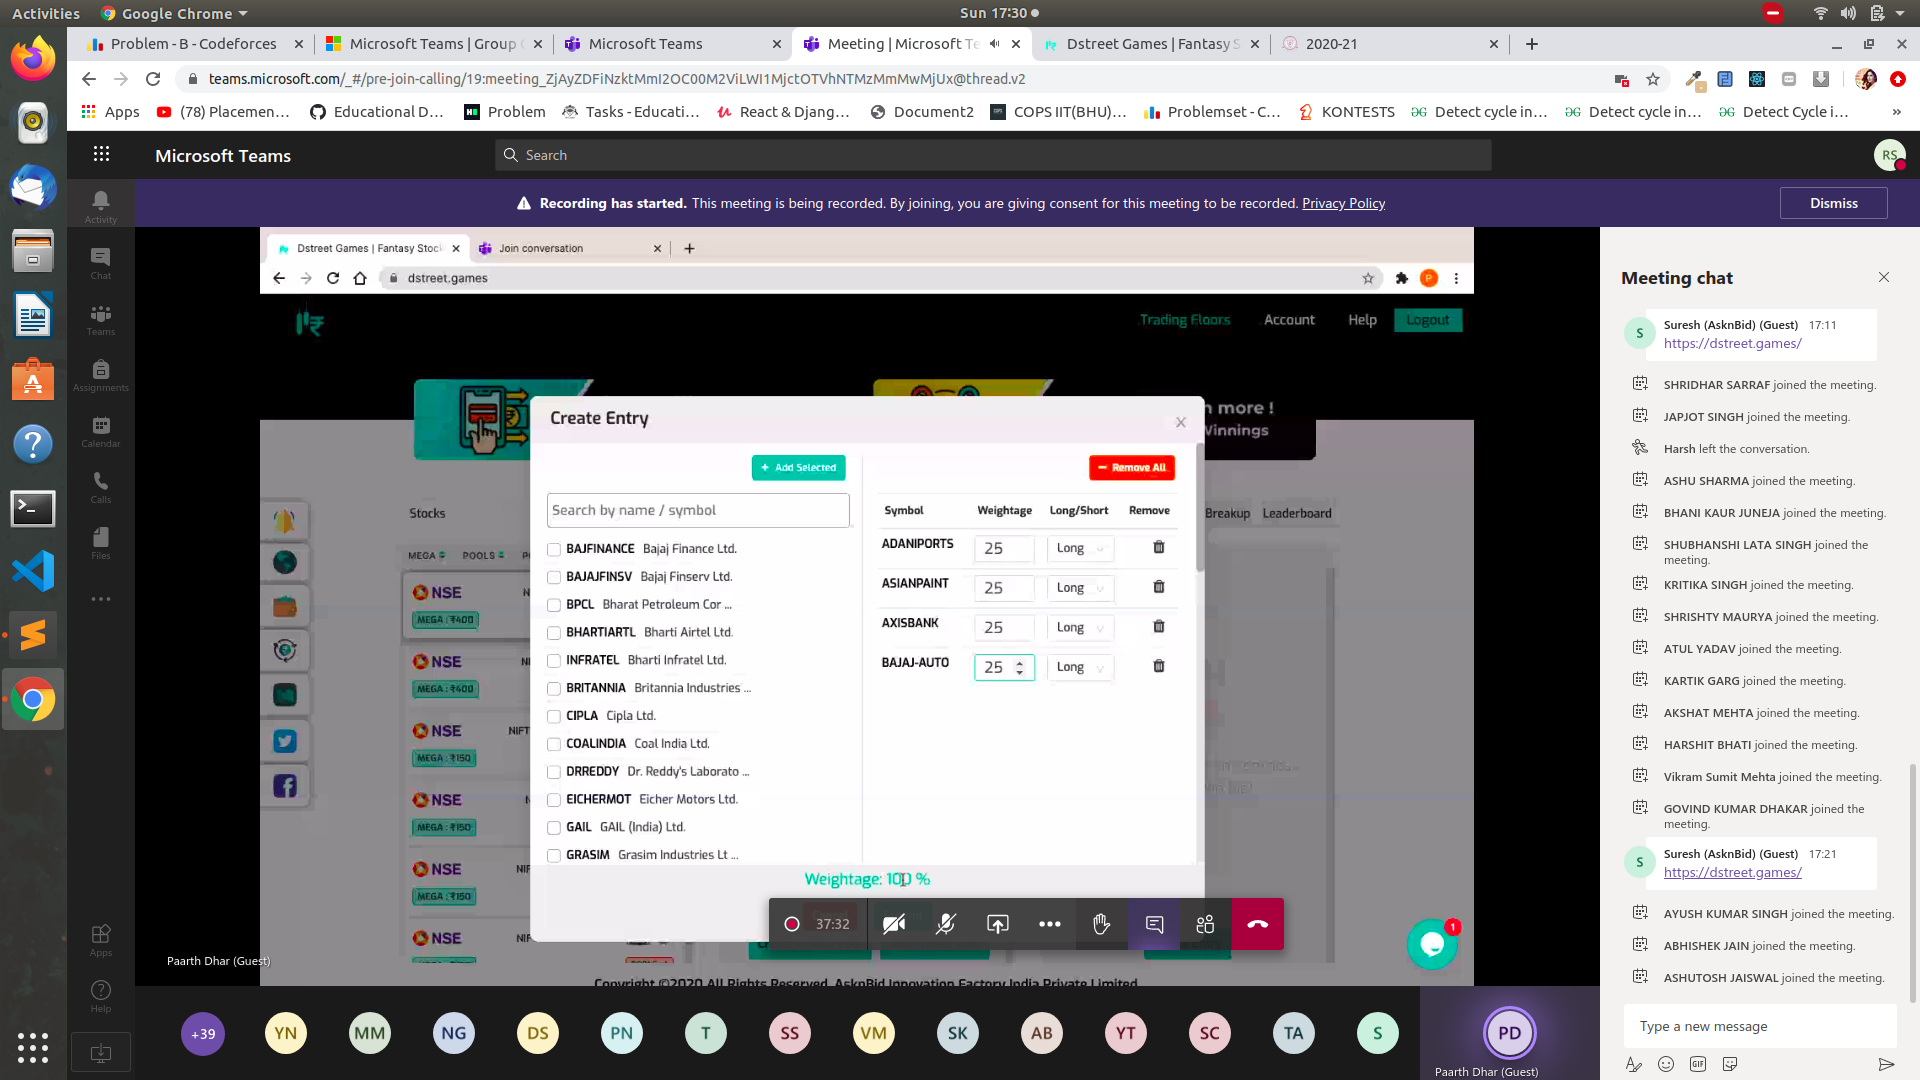 Activities
Google Chrome
Sun 17:30
Problem - B - Codeforces
Microsoft Teams | Group
Microsoft Teams
Meeting | Microsoft Te
Dstreet Games | Fantasy S
2020-21
teams.microsoft.com/_#/pre-join-calling/19:meeting_ZjAyZDFiNzktMmI2OC00M2ViLWI1MjctOTVhNTMzMmMwMjUx@thread.v2
Apps
(78) Placemen...
Educational D...
Problem
Tasks - Educati...
React & Djang...
Document2
COPS IIT(BHU)...
Problemset - C...
KONTESTS
Detect cycle in...
Detect cycle in...
Detect Cycle i...
»
Microsoft Teams
Search
RS
Recording has started. This meeting is being recorded. By joining, you are giving consent for this meeting to be recorded. Privacy Policy
Dismiss
Activity
Chat
Teams
Assignments
Calendar
Calls
Files
Apps
Help
Dstreet Games | Fantasy Stock
Join conversation
dstreet.games
P
Trading Floors
Account
Help
Logout
n more !
Winnings
Stocks
Breakup
Leaderboard
MEGA
POOLS
NSE
MEGA : ₹400
NSE
MEGA : ₹400
NSE
NIFT
MEGA : ₹150
NSE
MEGA : ₹150
NSE
NIF
MEGA : ₹150
NSE
NIF
Create Entry
+ Add Selected
Search by name / symbol
BAJFINANCE Bajaj Finance Ltd.
BAJAJFINSV Bajaj Finserv Ltd.
BPCL Bharat Petroleum Cor ...
BHARTIARTL Bharti Airtel Ltd.
INFRATEL Bharti Infratel Ltd.
BRITANNIA Britannia Industries ...
CIPLA Cipla Ltd.
COALINDIA Coal India Ltd.
DRREDDY Dr. Reddy's Laborato ...
EICHERMOT Eicher Motors Ltd.
GAIL GAIL (India) Ltd.
GRASIM Grasim Industries Lt ...
Remove All
Symbol Weightage Long/Short Remove
ADANIPORTS 25 Long
ASIANPAINT 25 Long
AXISBANK 25 Long
BAJAJ-AUTO 25 Long
Weightage: 100 %
37:32
1
Paarth Dhar (Guest)
Copyright ©2020 All Rights Reserved. AsknBid Innovation Factory India Private Limited
+39
YN
MM
NG
DS
PN
T
SS
VM
SK
AB
YT
SC
TA
S
PD
Paarth Dhar (Guest)
Meeting chat
S
Suresh (AsknBid) (Guest) 17:11
https://dstreet.games/
SHRIDHAR SARRAF joined the meeting.
JAPJOT SINGH joined the meeting.
Harsh left the conversation.
ASHU SHARMA joined the meeting.
BHANI KAUR JUNEJA joined the meeting.
SHUBHANSHI LATA SINGH joined the
meeting.
KRITIKA SINGH joined the meeting.
SHRISHTY MAURYA joined the meeting.
ATUL YADAV joined the meeting.
KARTIK GARG joined the meeting.
AKSHAT MEHTA joined the meeting.
HARSHIT BHATI joined the meeting.
Vikram Sumit Mehta joined the meeting.
GOVIND KUMAR DHAKAR joined the
meeting.
S
Suresh (AsknBid) (Guest) 17:21
https://dstreet.games/
AYUSH KUMAR SINGH joined the meeting.
ABHISHEK JAIN joined the meeting.
ASHUTOSH JAISWAL joined the meeting.
Type a new message
GIF